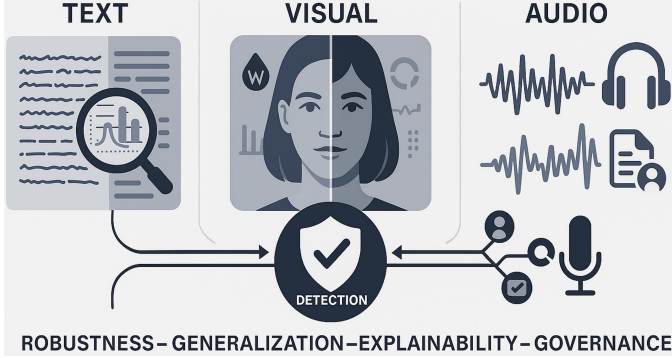 TEXT
VISUAL
AUDIO
W
DETECTION
ROBUSTNESS – GENERALIZATION – EXPLAINABILITY – GOVERNANCE